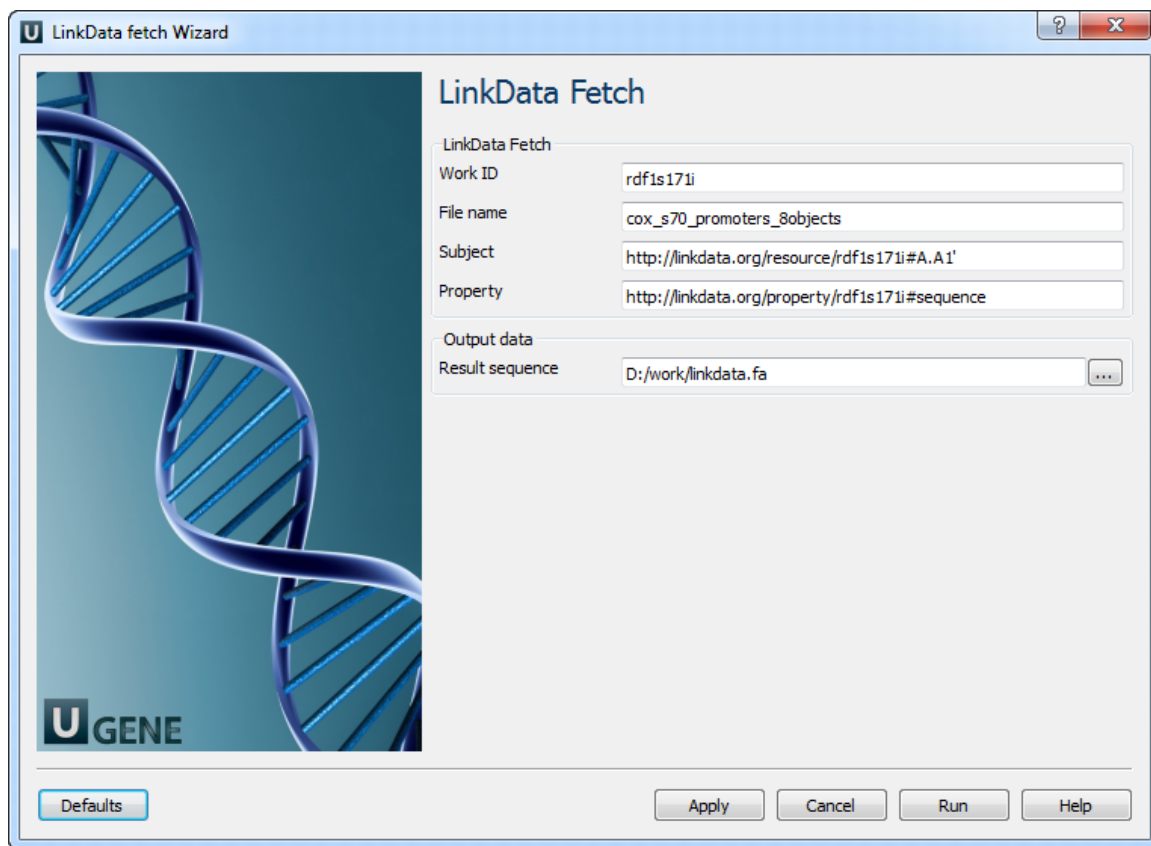 LinkData fetch Wizard
LinkData Fetch
LinkData Fetch
Work ID rdf1s171i
File name cox_s70_promoters_8objects
Subject http://linkdata.org/resource/rdf1s171i#A.A1'
Property http://linkdata.org/property/rdf1s171i#sequence
Output data
Result sequence D:/work/linkdata.fa ...
U GENE
Defaults Apply Cancel Run Help